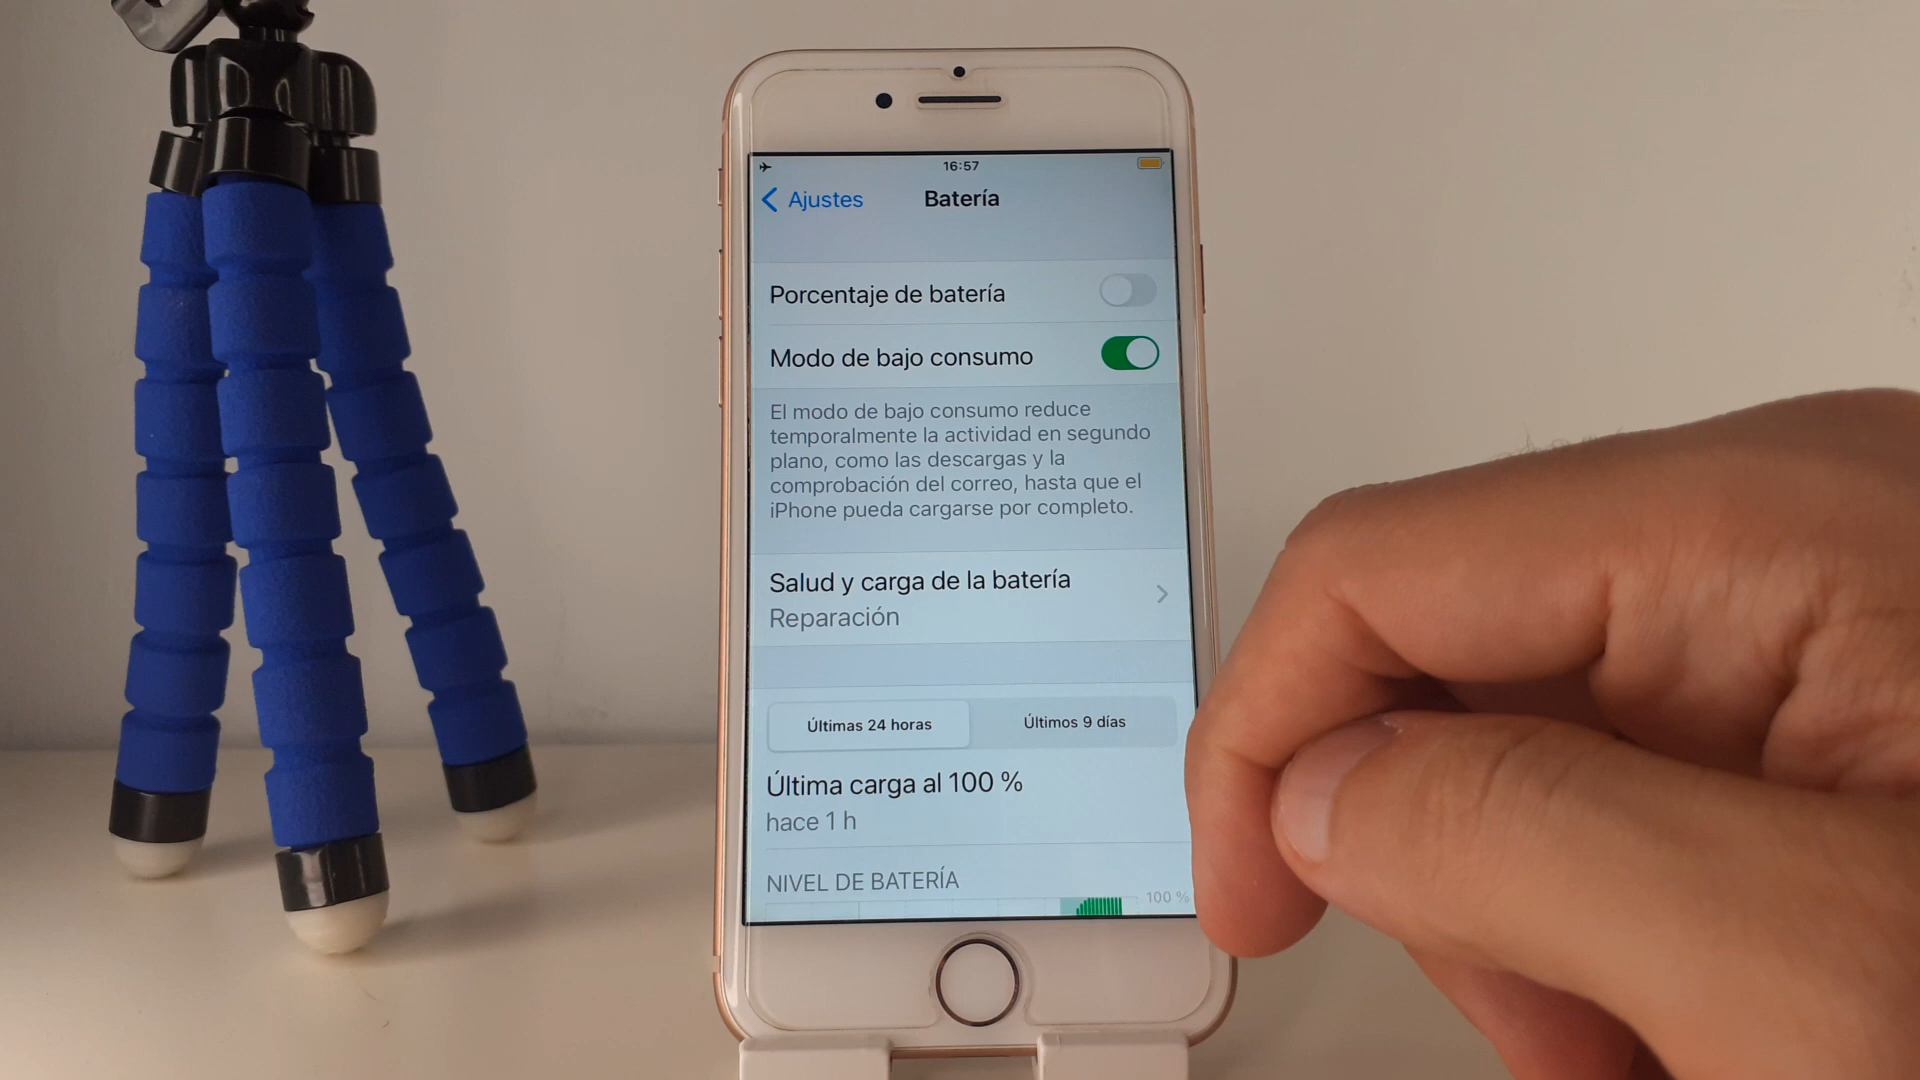 16:57
Ajustes
Batería
Porcentaje de batería
Modo de bajo consumo
El modo de bajo consumo reduce
temporalmente la actividad en segundo
plano, como las descargas y la
comprobación del correo, hasta que el
iPhone pueda cargarse por completo.
Salud y carga de la batería
Reparación
Últimas 24 horas
Últimos 9 días
Última carga al 100 %
hace 1 h
NIVEL DE BATERÍA
100 %